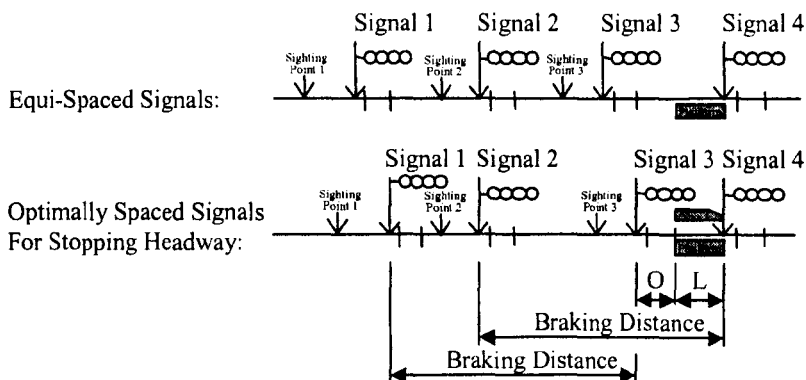 Signal 1 Signal 2 Signal 3 Signal 4
Sighting Point 1
Sighting Point 2
Sighting Point 3
Equi-Spaced Signals:
Signal 1 Signal 2 Signal 3 Signal 4
Sighting Point 1
Sighting Point 2
Sighting Point 3
Optimally Spaced Signals
For Stopping Headway:
O L
Braking Distance
Braking Distance